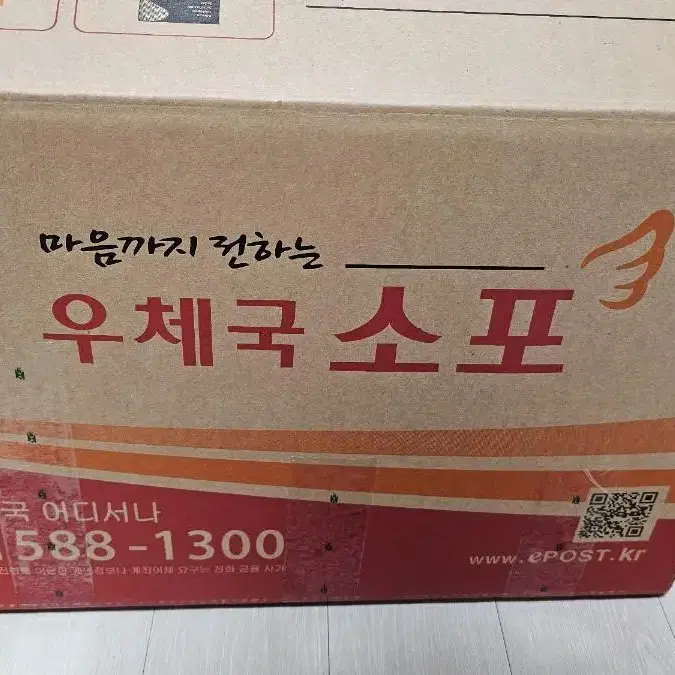 마음까지 전하는
우체국 소포
국 어디서나
1588-1300
www.ePOST.kr